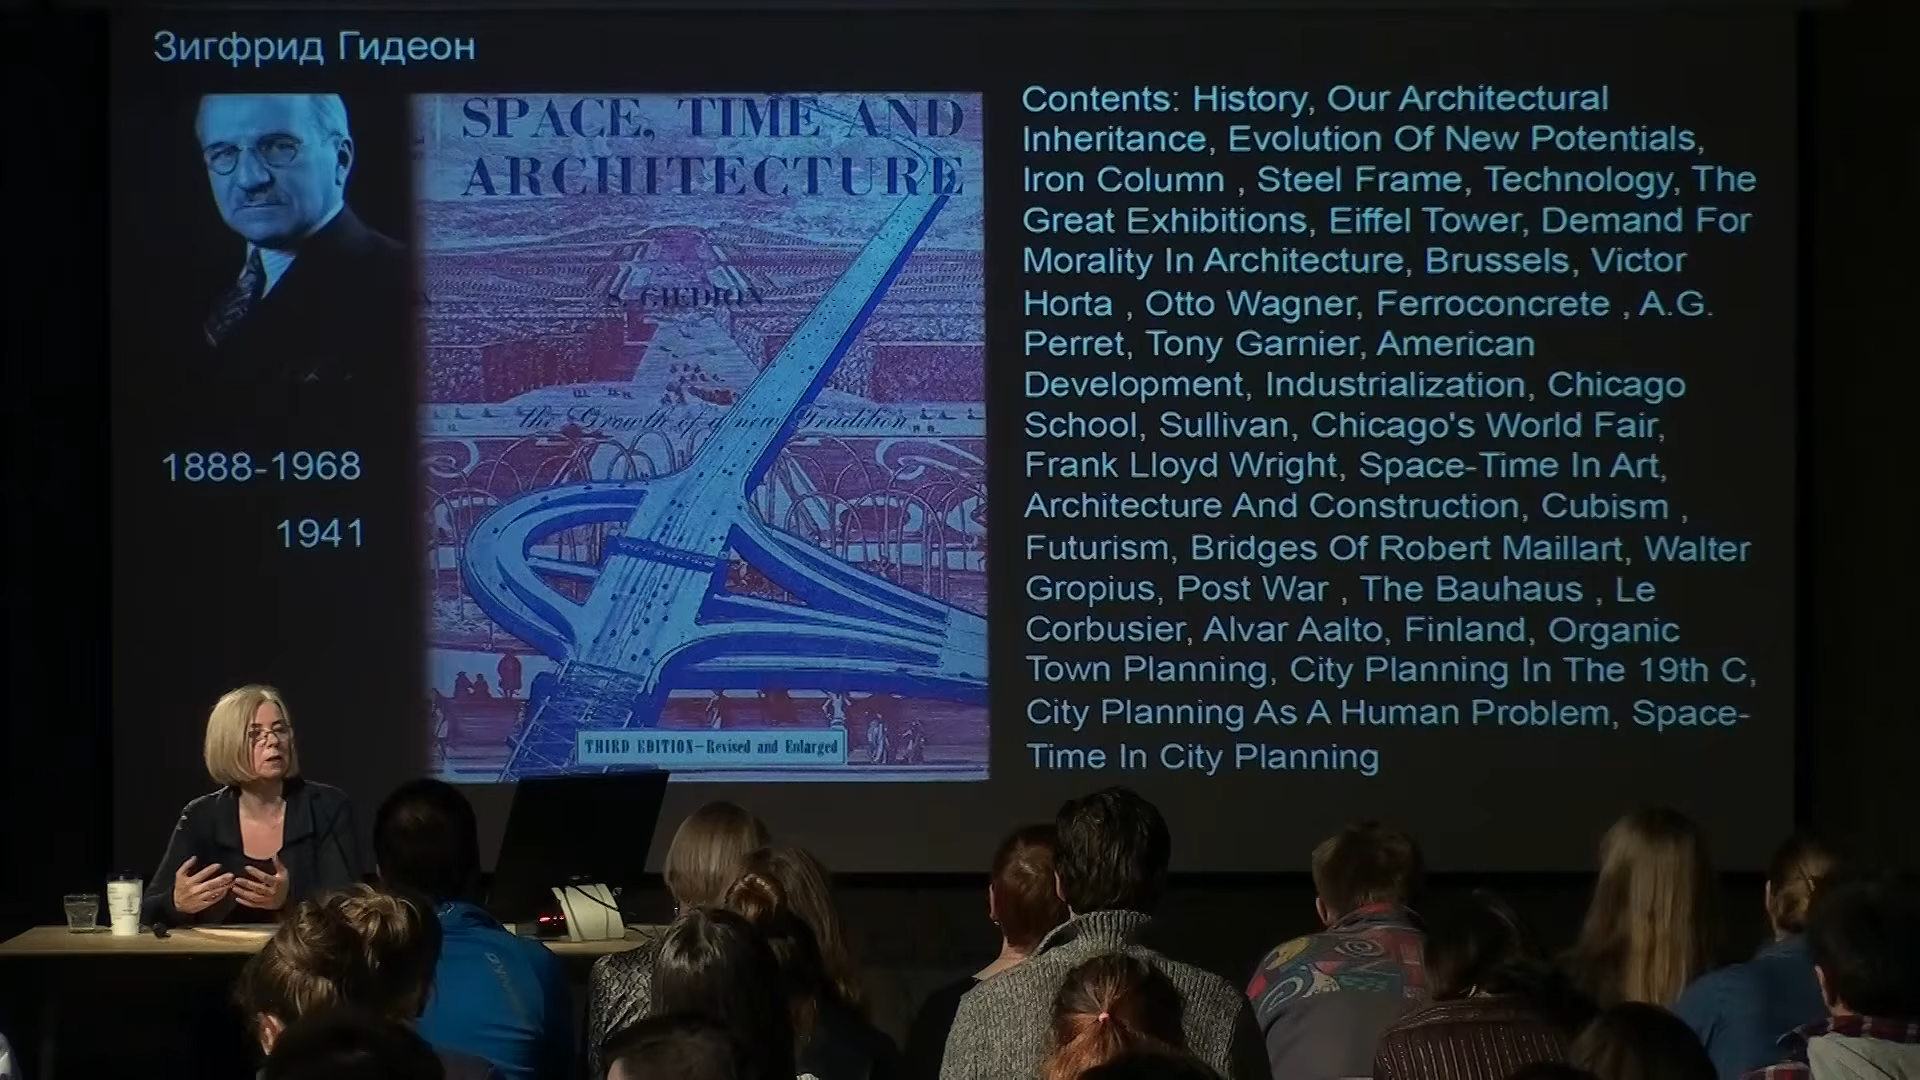 Зигфрид Гидеон
SPACE, TIME AND
ARCHITECTURE
S. GIEDION
the Growth of a new Tradition
THIRD EDITION—Revised and Enlarged
1888-1968
1941
Contents: History, Our Architectural
Inheritance, Evolution Of New Potentials,
Iron Column , Steel Frame, Technology, The
Great Exhibitions, Eiffel Tower, Demand For
Morality In Architecture, Brussels, Victor
Horta , Otto Wagner, Ferroconcrete , A.G.
Perret, Tony Garnier, American
Development, Industrialization, Chicago
School, Sullivan, Chicago's World Fair,
Frank Lloyd Wright, Space-Time In Art,
Architecture And Construction, Cubism ,
Futurism, Bridges Of Robert Maillart, Walter
Gropius, Post War , The Bauhaus , Le
Corbusier, Alvar Aalto, Finland, Organic
Town Planning, City Planning In The 19th C,
City Planning As A Human Problem, Space-
Time In City Planning